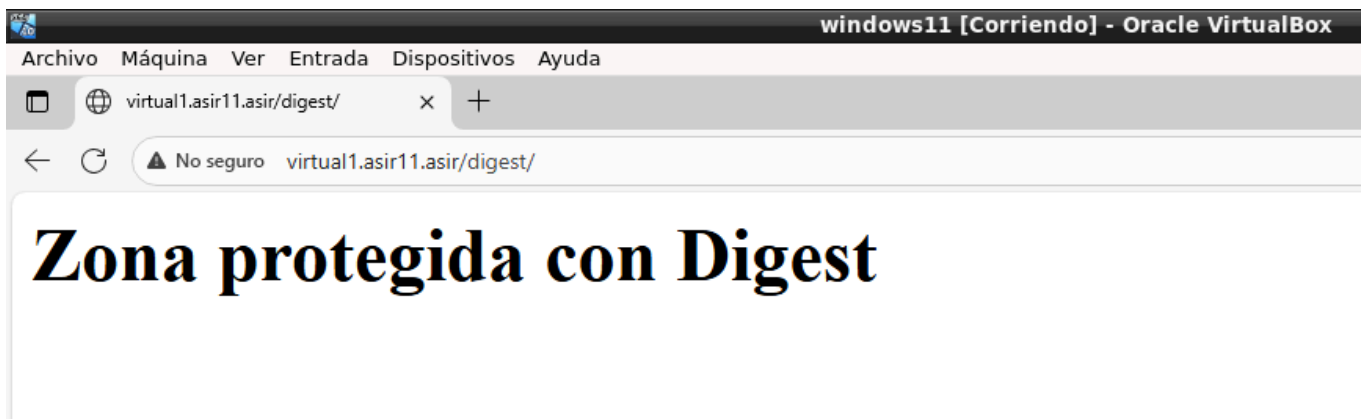 windows11 [Corriendo] - Oracle VirtualBox
Archivo Máquina Ver Entrada Dispositivos Ayuda
virtual1.asir11.asir/digest/
No seguro virtual1.asir11.asir/digest/
Zona protegida con Digest